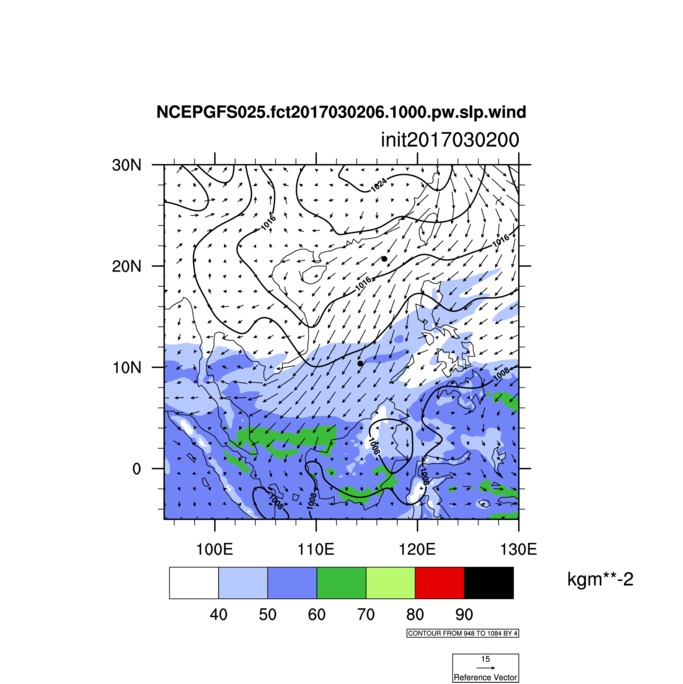 NCEPGFS025.fct2017030206.1000.pw.slp.wind
init2017030200
30N
1024
1016
20N
1016
1016
10N
1008
1008
0
1008
1008
1008
100E 110E 120E 130E
kgm**-2
40 50 60 70 80 90
CONTOUR FROM 948 TO 1084 BY 4
15
Reference Vector